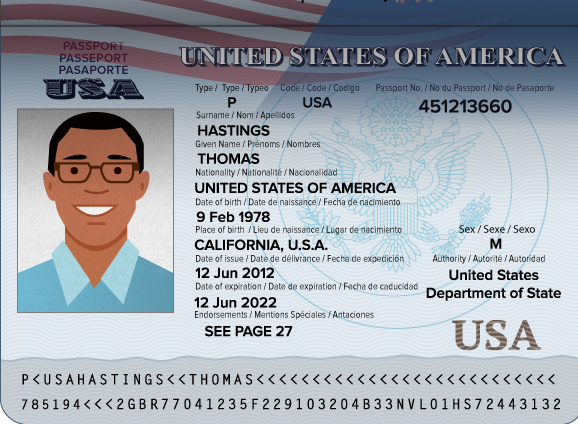 PASSPORT
PASSEPORT
PASAPORTE
USA
UNITED STATES OF AMERICA
Type / Type / Typeo Code / Code / Codigo Passport No. / No du Passport / No de Pasaporte
P USA 451213660
Surname / Nom / Apellidos
HASTINGS
Given Name / Prénoms / Nombres
THOMAS
Nationality / Nationalité / Nacionalidad
UNITED STATES OF AMERICA
Date of birth / Date de naissance / Fecha de nacimiento
9 Feb 1978
Place of birth / Lieu de naissance / Lugar de nacimiento Sex / Sexe / Sexo
CALIFORNIA, U.S.A. M
Date of issue / Date de délivrance / Fecha de expedición Authority / Autorité / Autoridad
12 Jun 2012 United States
Date of expiration / Date de expiration / Fecha de caducidad Department of State
12 Jun 2022
Endorsements / Mentions Spéciales / Antaciones
SEE PAGE 27 USA
P<USAHASTINGS<<THOMAS<<<<<<<<<<<<<<<<<<<<<<<
785194<<<2GBR77041235F229103204B33NVL01HS72443132